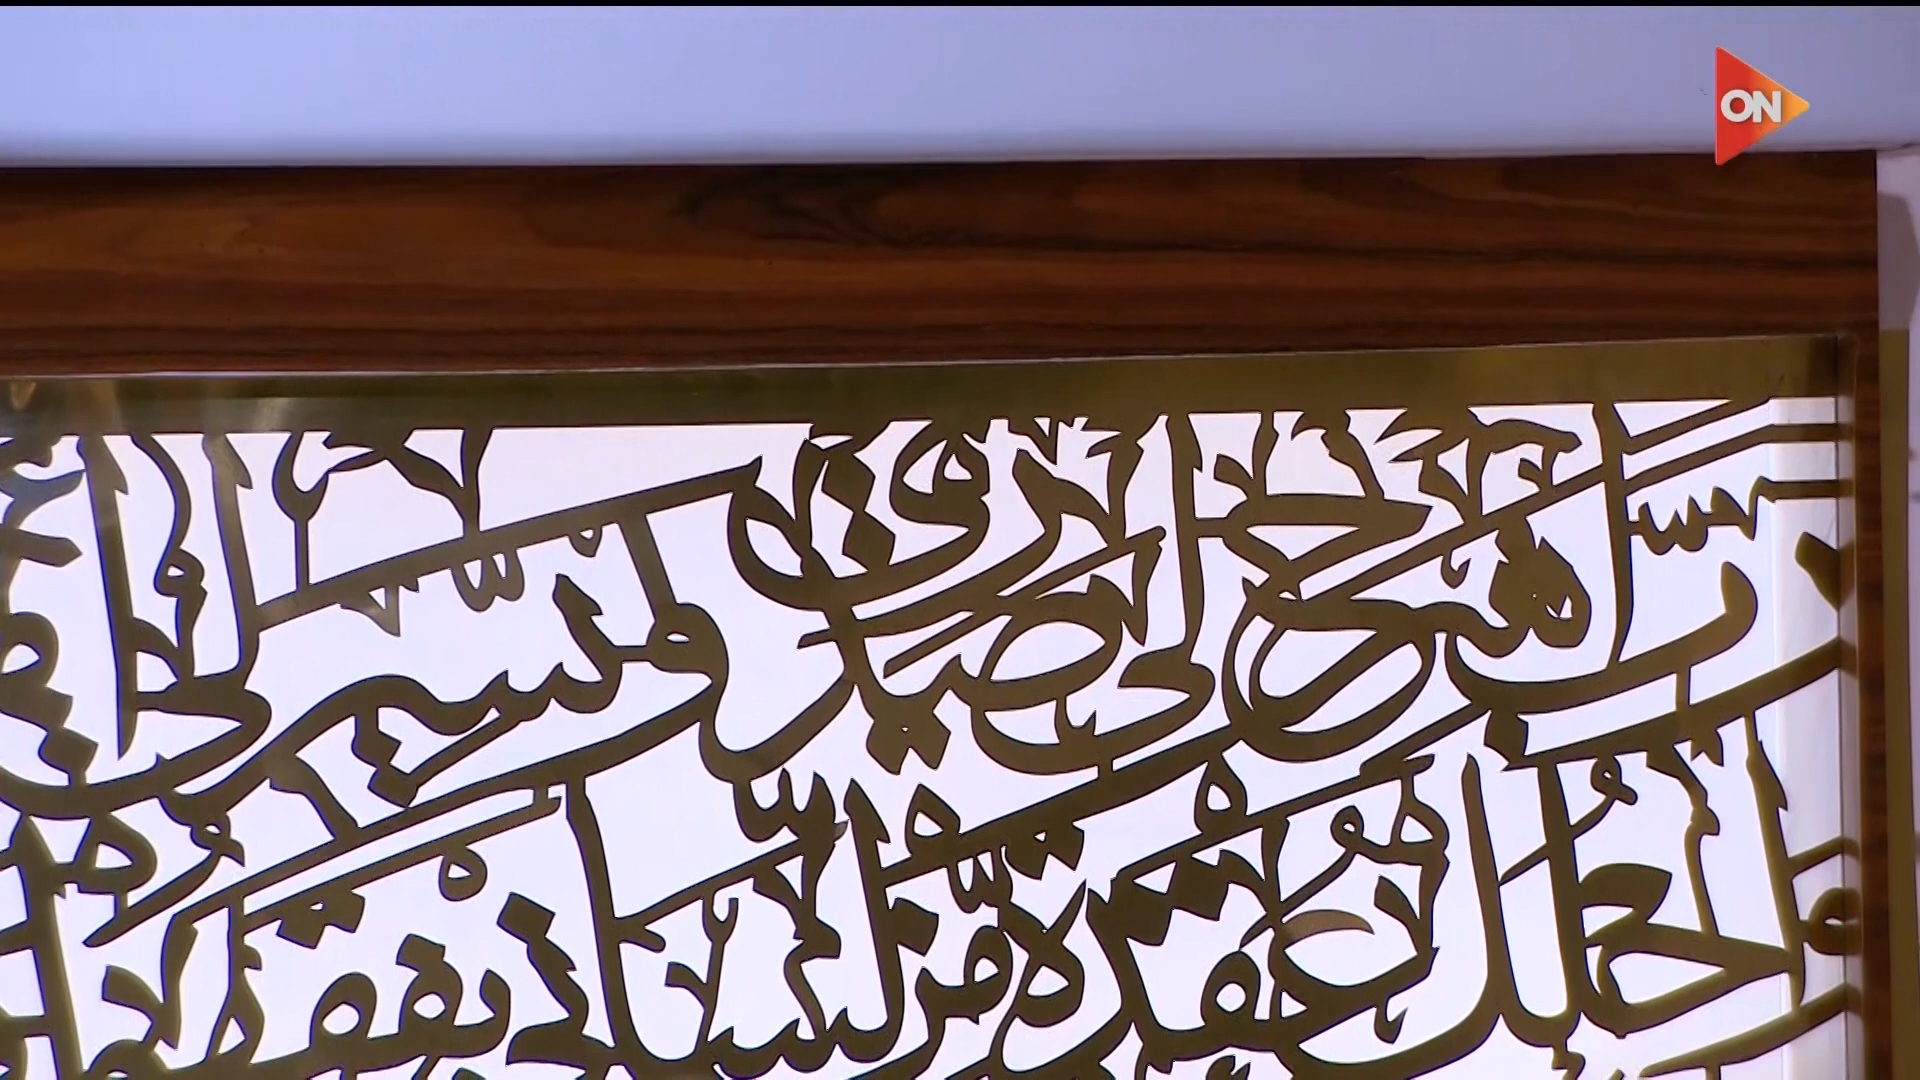 ON
رب اشرح لي صدري
ويسر لي
واحلل عقدة من لساني يفقهوا